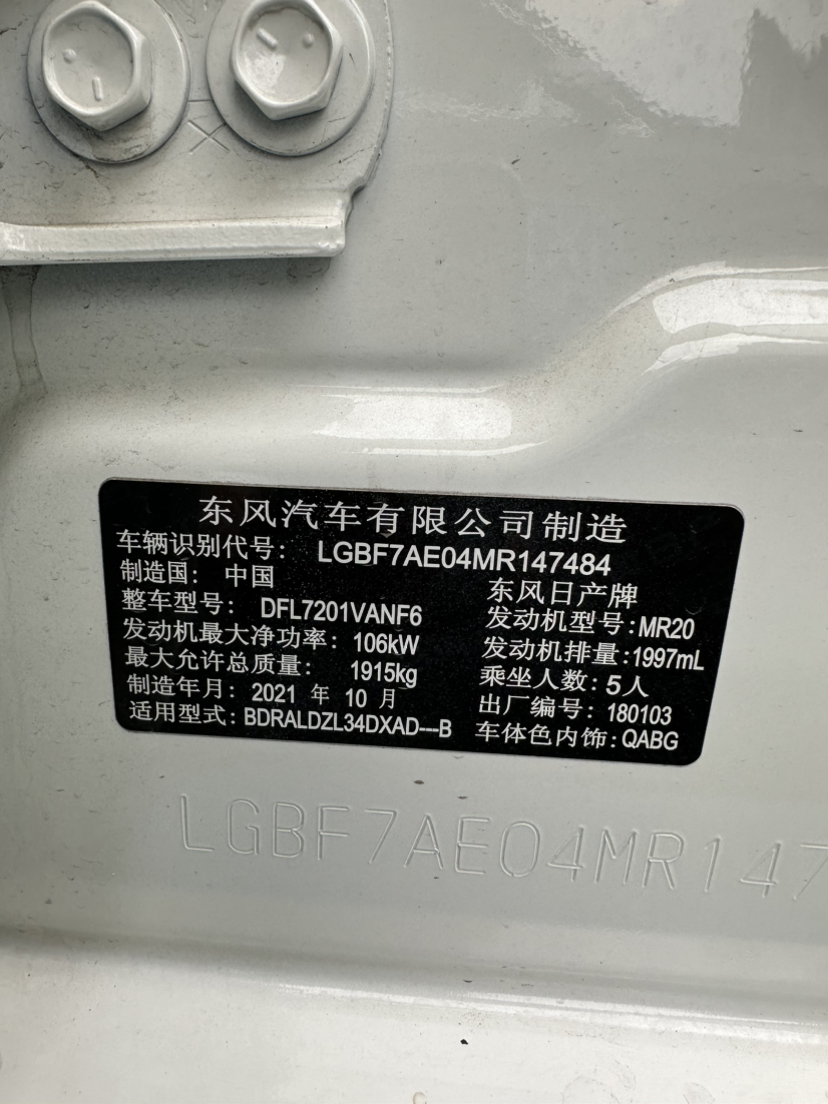 东风汽车有限公司制造
车辆识别代号: LGBF7AE04MR147484
制造国: 中国 东风日产牌
整车型号: DFL7201VANF6 发动机型号:MR20
发动机最大净功率: 106kW 发动机排量:1997mL
最大允许总质量: 1915kg 乘坐人数:5人
制造年月: 2021 年 10 月 出厂编号: 180103
适用型式: BDRALDZL34DXAD---B 车体色内饰:QABG
LGBF7AE04MR147